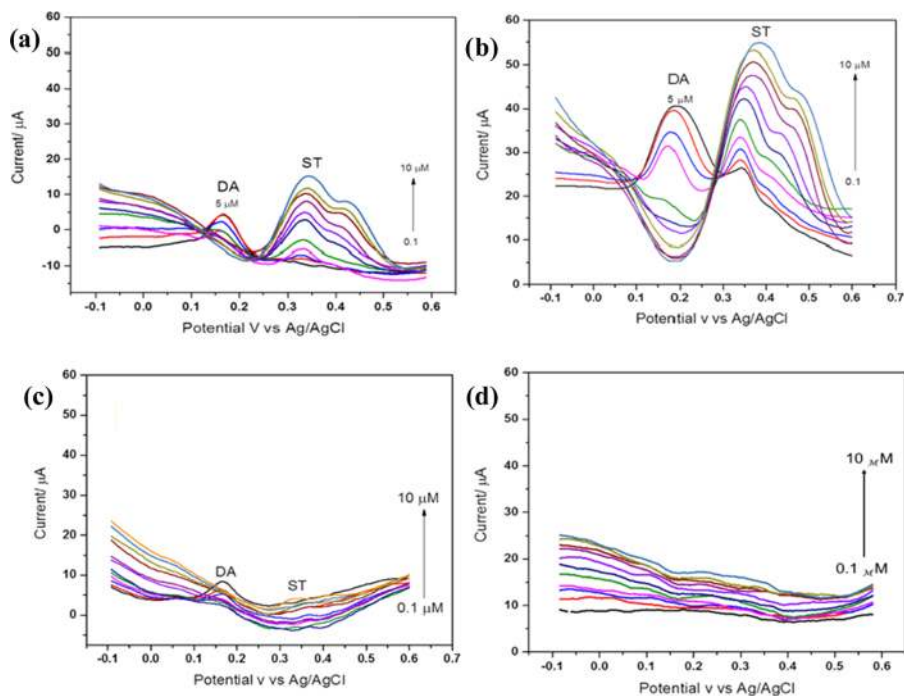 (a)
60
50
40
30
20
10
0
-10
Current/ µA
DA
5 µM
ST
10 µM
0.1
-0.1 0.0 0.1 0.2 0.3 0.4 0.5 0.6
Potential V vs Ag/AgCl
(b)
60
50
40
30
20
10
0
Current/ µA
DA
5 µM
ST
10 µM
0.1
-0.1 0.0 0.1 0.2 0.3 0.4 0.5 0.6 0.7
Potential v vs Ag/AgCl
(c)
60
50
40
30
20
10
0
Current/ µA
DA
ST
10 µM
0.1 µM
-0.1 0.0 0.1 0.2 0.3 0.4 0.5 0.6 0.7
Potential v vs Ag/AgCl
(d)
60
50
40
30
20
10
0
Current/ µA
10 µM
0.1 µM
-0.1 0.0 0.1 0.2 0.3 0.4 0.5 0.6
Potential v vs Ag/AgCl